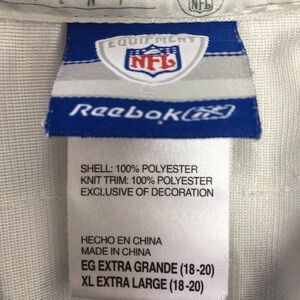 EQUIPMENT
NFL
Reebok
SHELL: 100% POLYESTER
KNIT TRIM: 100% POLYESTER
EXCLUSIVE OF DECORATION
HECHO EN CHINA
MADE IN CHINA
EG EXTRA GRANDE (18-20)
XL EXTRA LARGE (18-20)